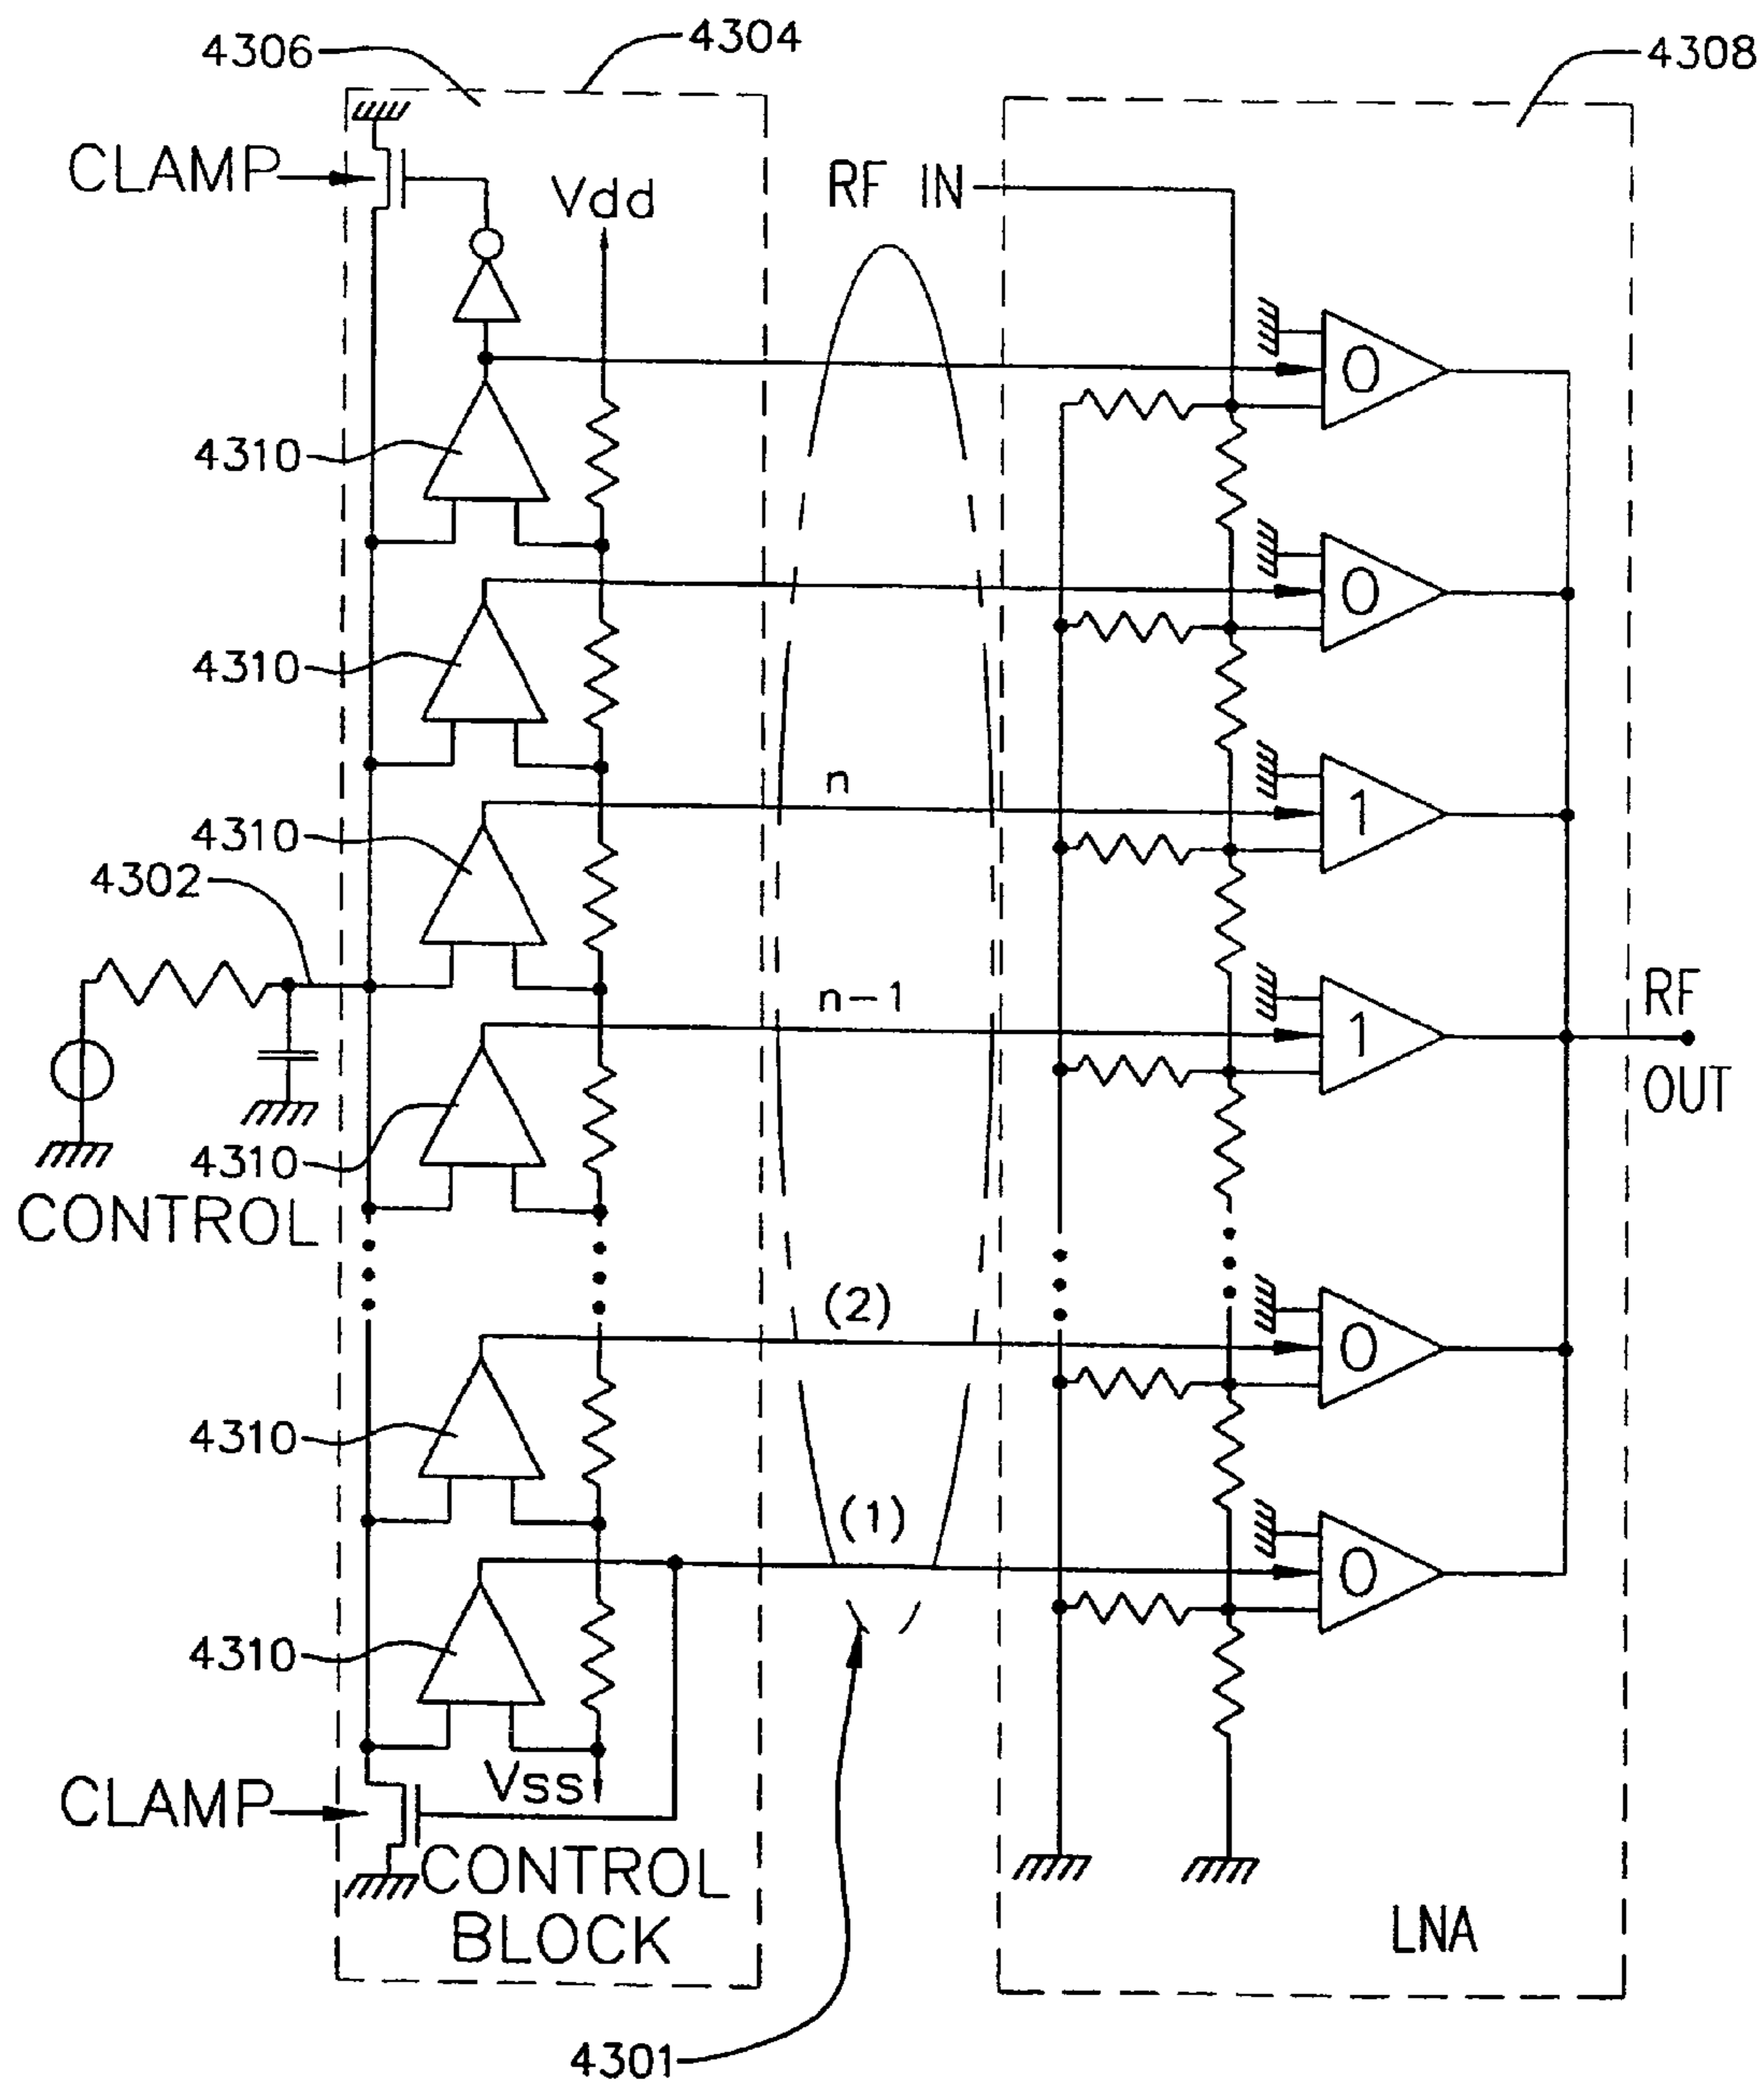 4306
4304
4308
CLAMP
Vdd
RF IN
0
4310
0
4310
n
1
4310
4302
n-1
1
RF
OUT
4310
CONTROL
(2)
0
4310
(1)
0
4310
Vss
CLAMP
CONTROL
BLOCK
LNA
4301